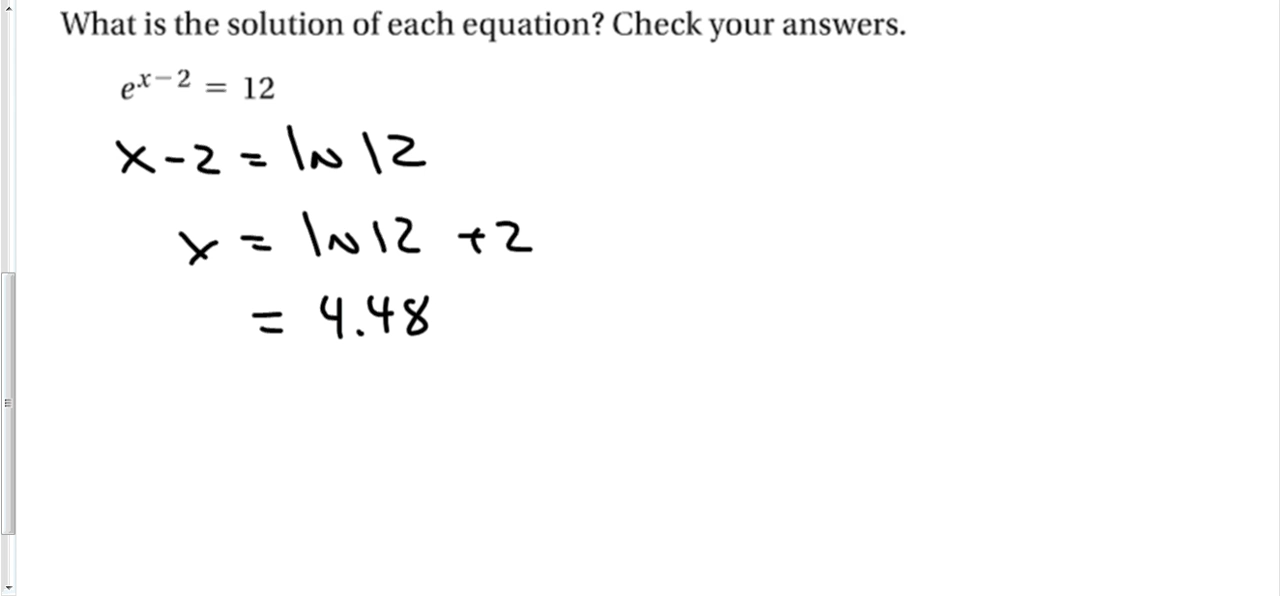 What is the solution of each equation? Check your answers.
e^{x-2} = 12
x - 2 = ln 12
x = ln 12 + 2
= 4.48